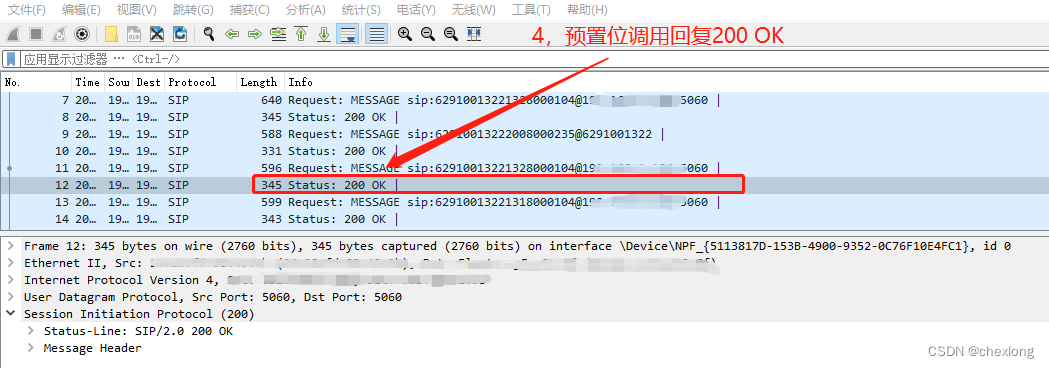 文件(F) 编辑(E) 视图(V) 跳转(G) 捕获(C) 分析(A) 统计(S) 电话(Y) 无线(W) 工具(T) 帮助(H)
4，预置位调用回复200 OK
应用显示过滤器 ··· <Ctrl-/>
No. Time Sou Dest Protocol Length Info
7 20… 19… 19… SIP 640 Request: MESSAGE sip:62910013221328000104@19 5060 |
8 20… 19… 19… SIP 345 Status: 200 OK |
9 20… 19… 19… SIP 588 Request: MESSAGE sip:62910013222008000235@6291001322 |
10 20… 19… 19… SIP 331 Status: 200 OK |
11 20… 19… 19… SIP 596 Request: MESSAGE sip:62910013221328000104@19 5060 |
12 20… 19… 19… SIP 345 Status: 200 OK |
13 20… 19… 19… SIP 599 Request: MESSAGE sip:62910013221318000104@19 5060 |
14 20… 19… 19… SIP 343 Status: 200 OK |
Frame 12: 345 bytes on wire (2760 bits), 345 bytes captured (2760 bits) on interface \Device\NPF_{5113817D-153B-4900-9352-0C76F10E4FC1}, id 0
Ethernet II, Src:
Internet Protocol Version 4,
User Datagram Protocol, Src Port: 5060, Dst Port: 5060
Session Initiation Protocol (200)
Status-Line: SIP/2.0 200 OK
Message Header
CSDN @chexlong